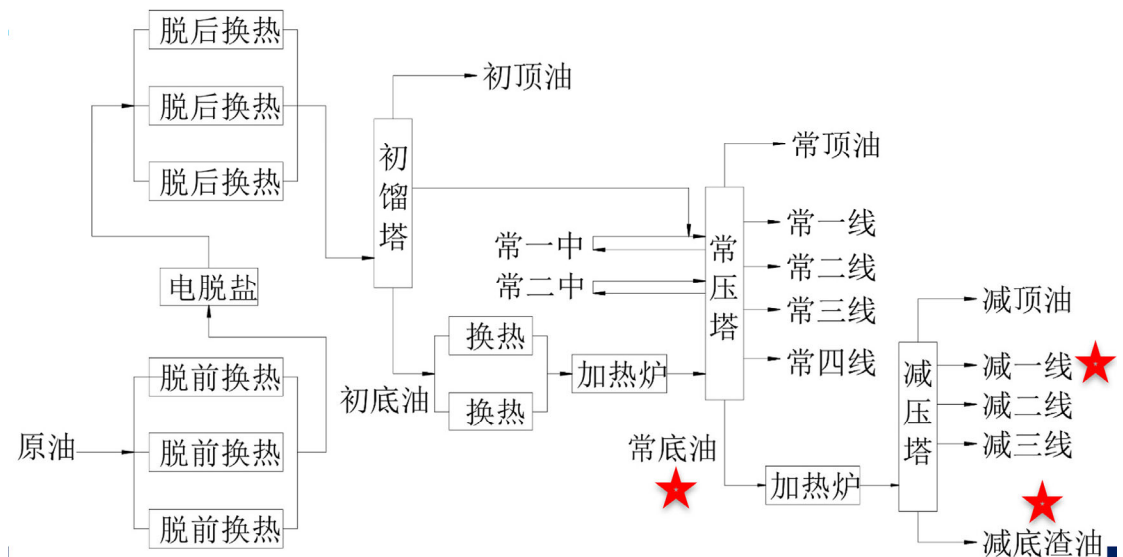 脱后换热
脱后换热
脱后换热
电脱盐
脱前换热
脱前换热
脱前换热
原油
初顶油
初馏塔
初底油
换热
换热
加热炉
常一中
常二中
常顶油
常压塔
常一线
常二线
常三线
常四线
常底油
加热炉
减顶油
减压塔
减一线
减二线
减三线
减底渣油